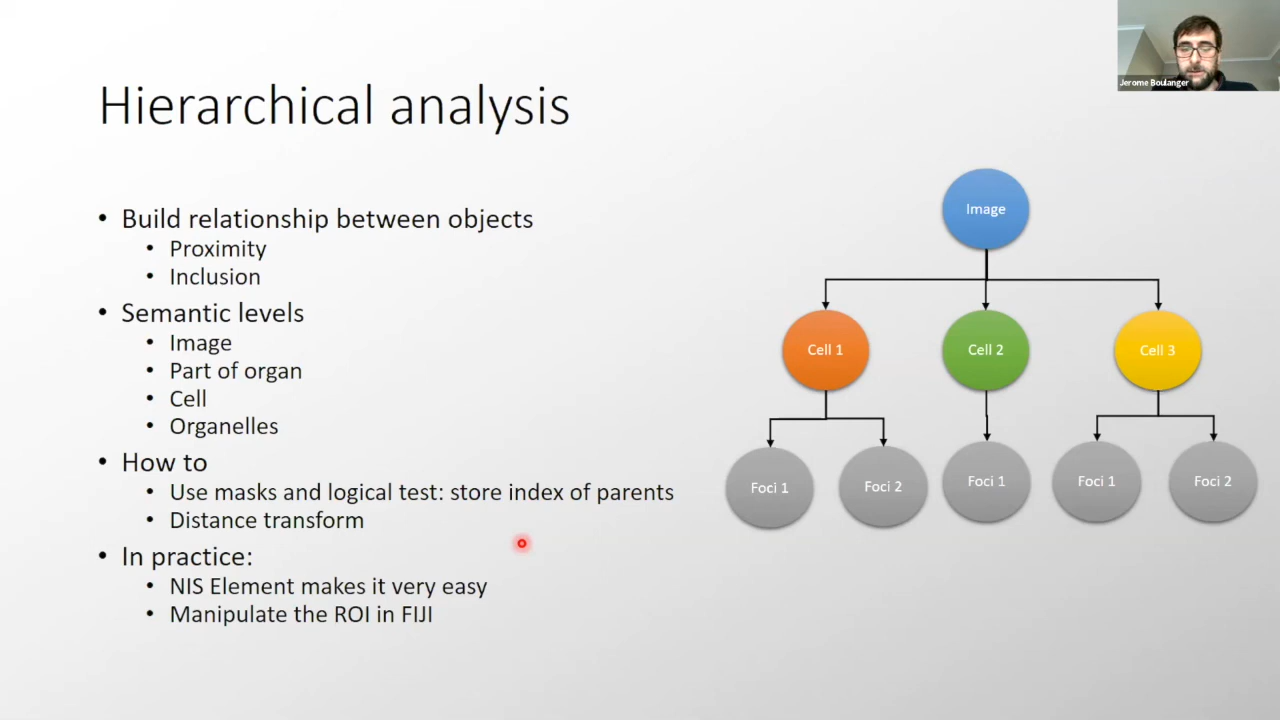 Jerome Boulanger
Hierarchical analysis
• Build relationship between objects
• Proximity
• Inclusion
• Semantic levels
• Image
• Part of organ
• Cell
• Organelles
• How to
• Use masks and logical test: store index of parents
• Distance transform
• In practice:
• NIS Element makes it very easy
• Manipulate the ROI in FIJI
Image
Cell 1
Cell 2
Cell 3
Foci 1
Foci 2
Foci 1
Foci 1
Foci 2